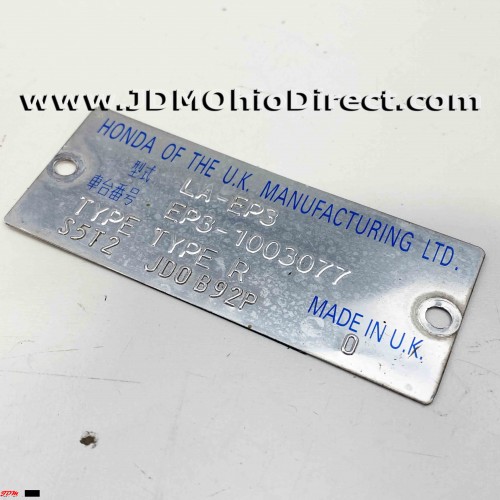 www.JDMOhioDirect.com
HONDA OF THE U.K. MANUFACTURING LTD.
型式 LA-EP3
車台番号 EP3-1003077
TYPE TYPE R
S5T2 JD0 B92P 0
MADE IN U.K.
JDM